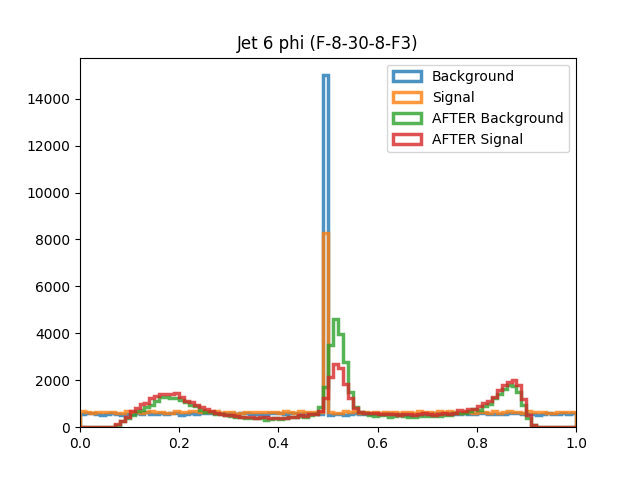 Jet 6 phi (F-8-30-8-F3)
Background
Signal
AFTER Background
AFTER Signal
14000
12000
10000
8000
6000
4000
2000
0
0.0 0.2 0.4 0.6 0.8 1.0